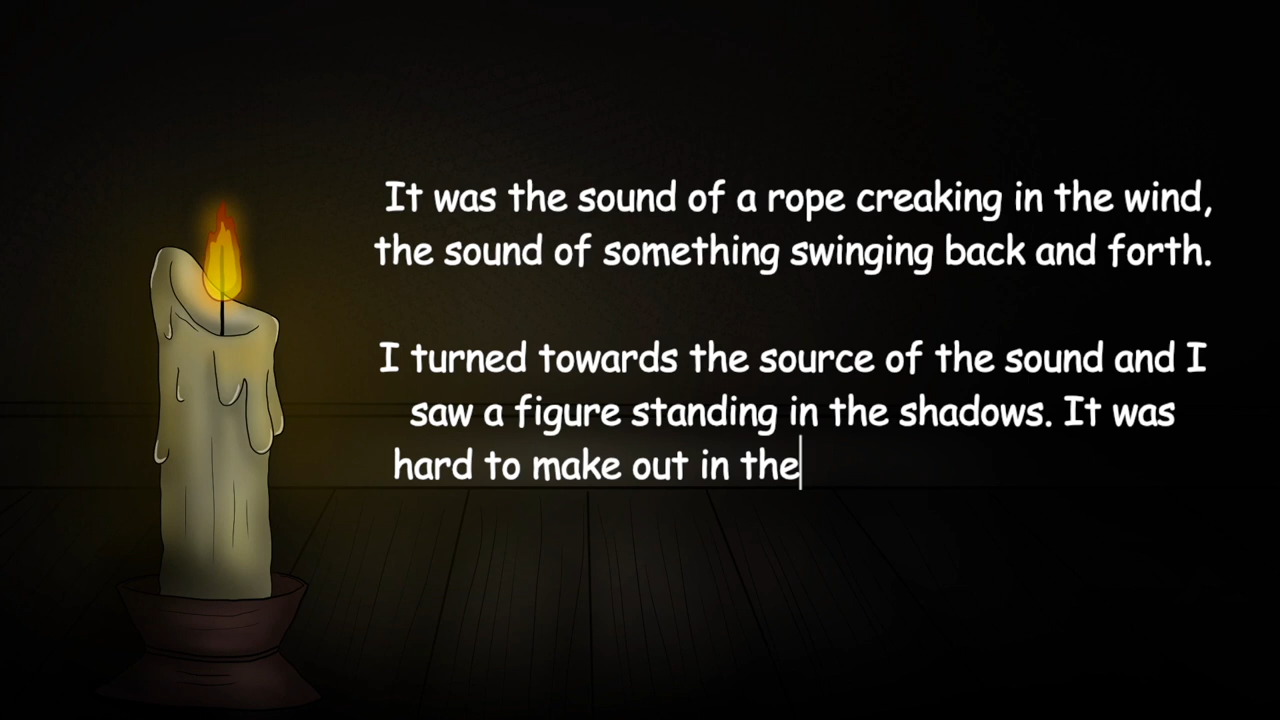 It was the sound of a rope creaking in the wind,
the sound of something swinging back and forth.
I turned towards the source of the sound and I
saw a figure standing in the shadows. It was
hard to make out in the